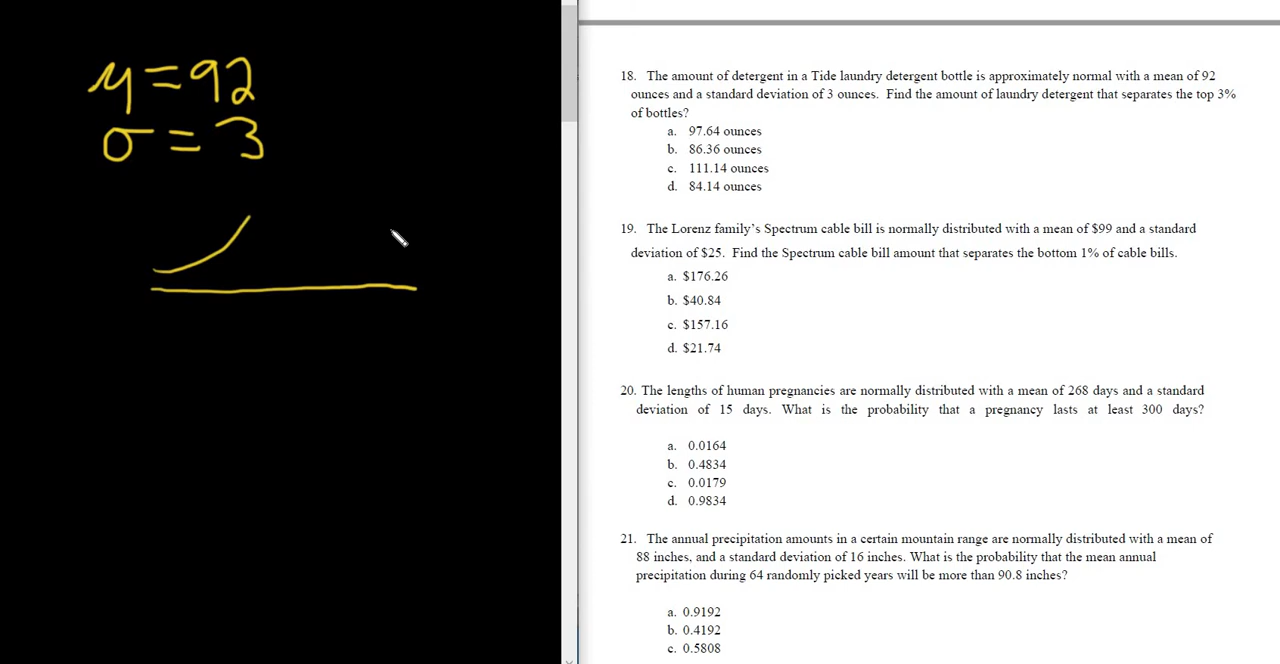 μ = 92
σ = 3
18. The amount of detergent in a Tide laundry detergent bottle is approximately normal with a mean of 92
ounces and a standard deviation of 3 ounces. Find the amount of laundry detergent that separates the top 3%
of bottles?
a. 97.64 ounces
b. 86.36 ounces
c. 111.14 ounces
d. 84.14 ounces
19. The Lorenz family’s Spectrum cable bill is normally distributed with a mean of $99 and a standard
deviation of $25. Find the Spectrum cable bill amount that separates the bottom 1% of cable bills.
a. $176.26
b. $40.84
c. $157.16
d. $21.74
20. The lengths of human pregnancies are normally distributed with a mean of 268 days and a standard
deviation of 15 days. What is the probability that a pregnancy lasts at least 300 days?
a. 0.0164
b. 0.4834
c. 0.0179
d. 0.9834
21. The annual precipitation amounts in a certain mountain range are normally distributed with a mean of
88 inches, and a standard deviation of 16 inches. What is the probability that the mean annual
precipitation during 64 randomly picked years will be more than 90.8 inches?
a. 0.9192
b. 0.4192
c. 0.5808